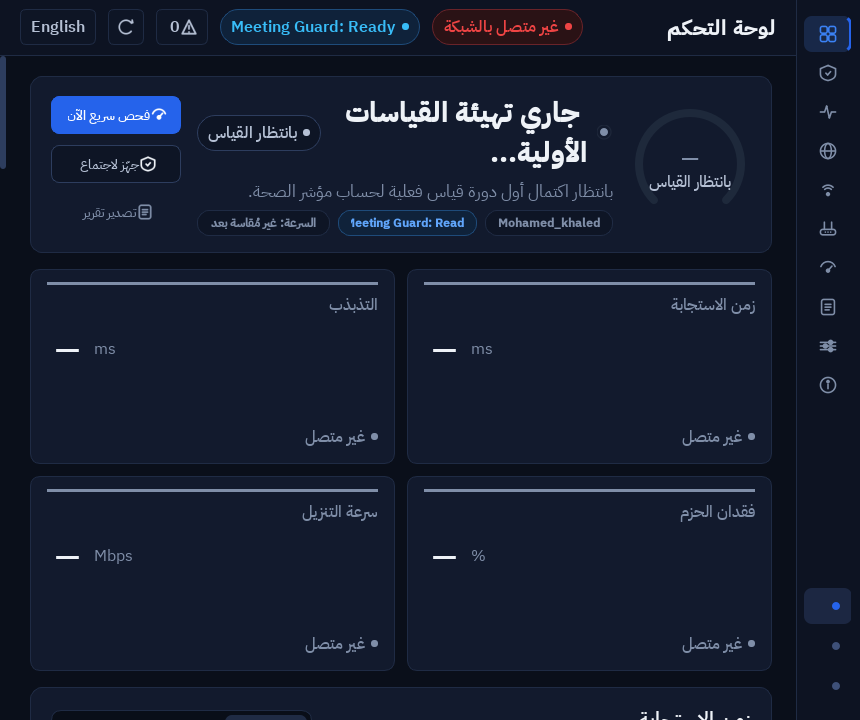 لوحة التحكم
غير متصل بالشبكة
Meeting Guard: Ready
0
English
—
بانتظار القياس
جاري تهيئة القياسات
الأولية...
بانتظار القياس
بانتظار اكتمال أول دورة قياس فعلية لحساب مؤشر الصحة.
Mohamed_khaled
eeting Guard: Read
السرعة: غير مُقاسة بعد
فحص سريع الآن
جهّز لاجتماع
تصدير تقرير
زمن الاستجابة
— ms
غير متصل
التذبذب
— ms
غير متصل
فقدان الحزم
— %
غير متصل
سرعة التنزيل
— Mbps
غير متصل
زمن الاستجابة